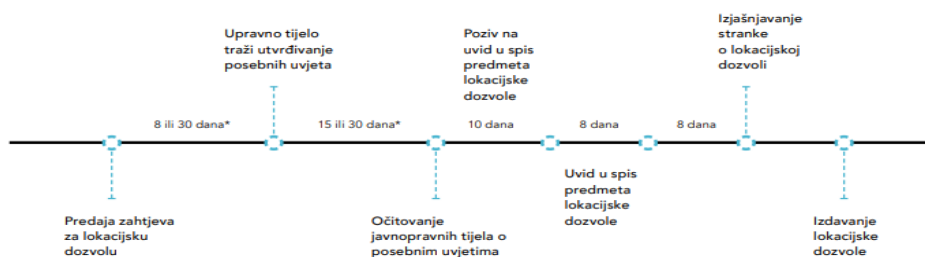 Upravno tijelo
traži utvrđivanje
posebnih uvjeta
Poziv na
uvid u spis
predmeta
lokacijske
dozvole
Izjašnjavanje
stranke
o lokacijskoj
dozvoli
8 ili 30 dana*
15 ili 30 dana*
10 dana
8 dana
8 dana
Predaja zahtjeva
za lokacijsku
dozvolu
Očitovanje
javnopravnih tijela o
posebnim uvjetima
Uvid u spis
predmeta
lokacijske
dozvole
Izdavanje
lokacijske
dozvole